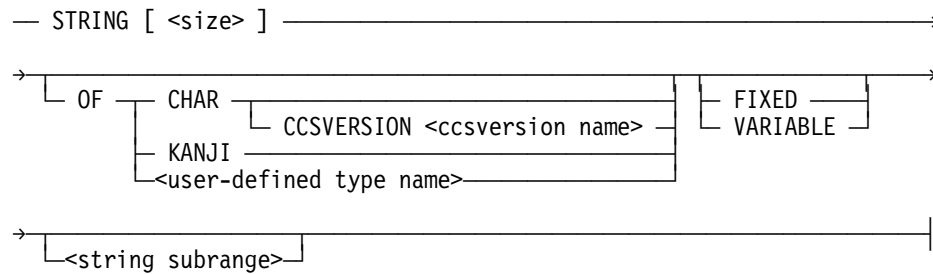 STRING [ <size> ]
OF CHAR FIXED
CCSVERSION <ccsversion name> VARIABLE
KANJI
<user-defined type name>
<string subrange>